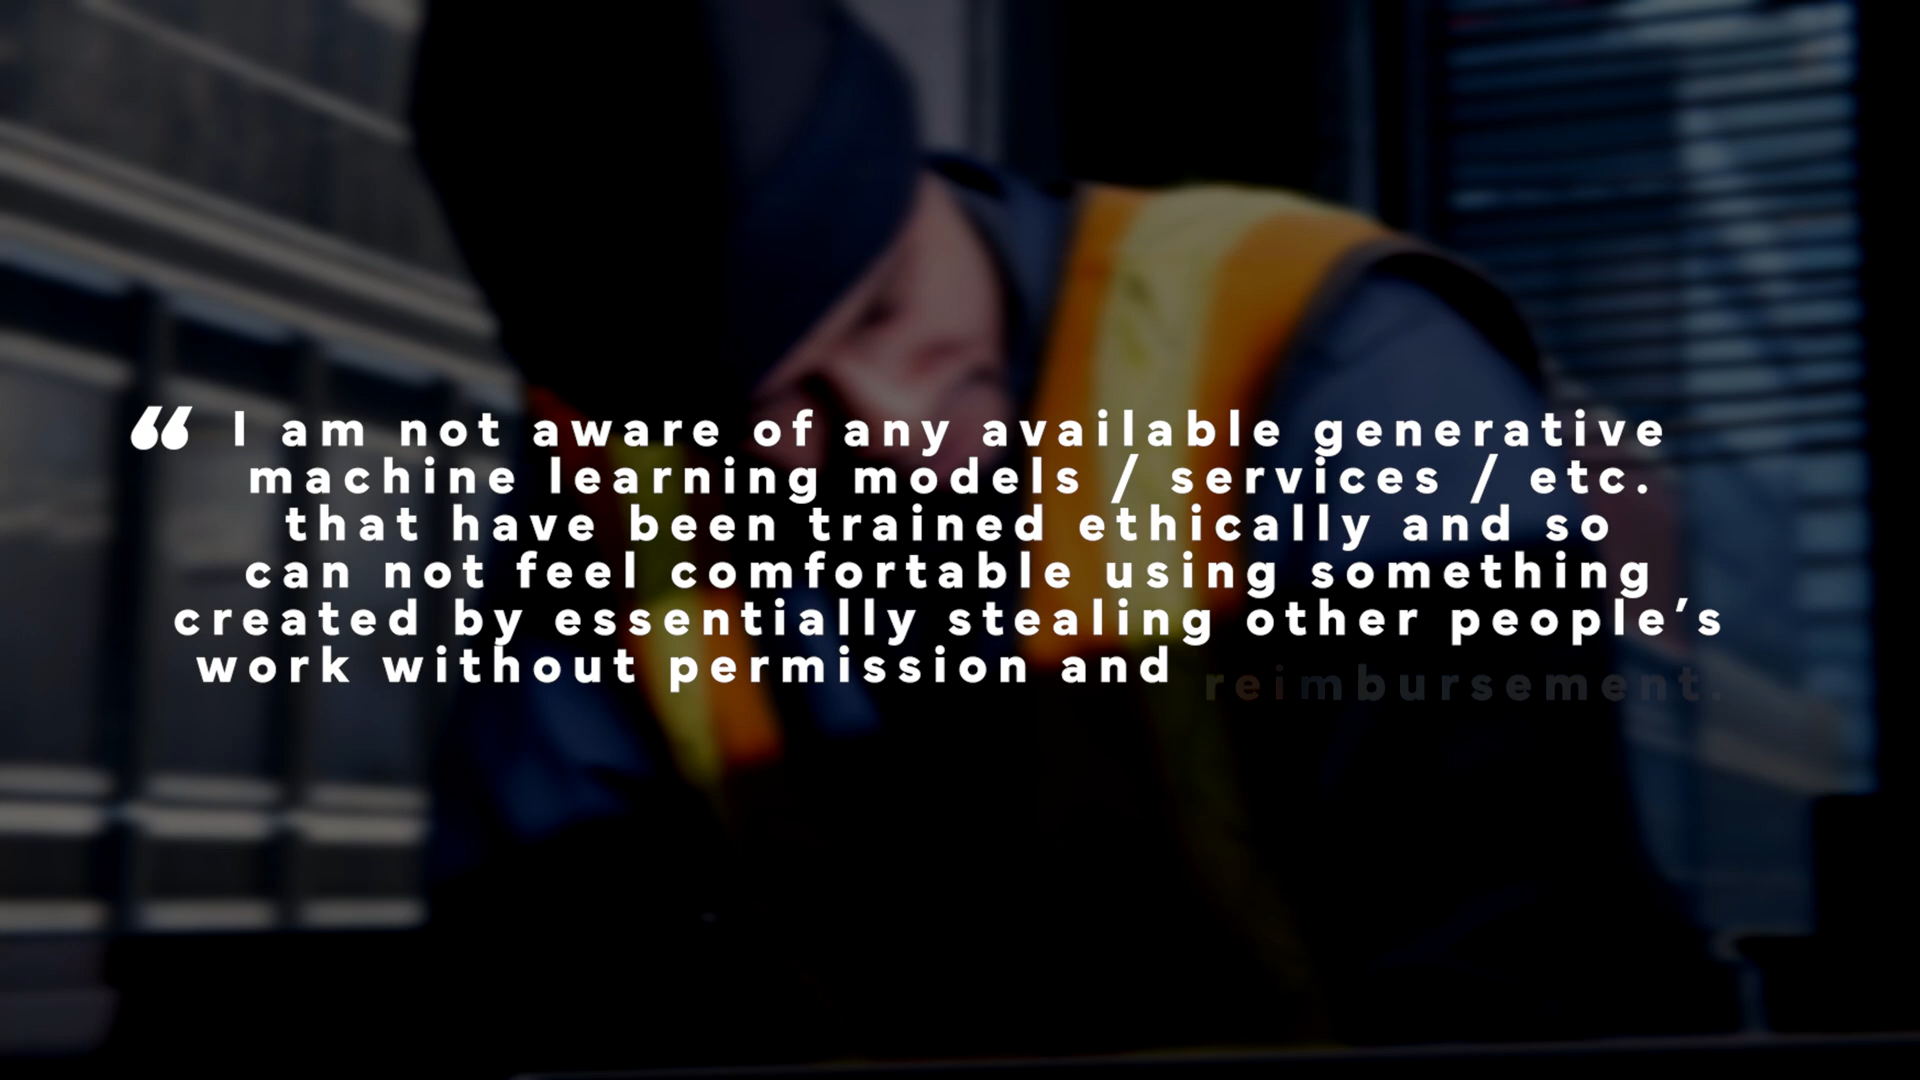 “ I am not aware of any available generative
machine learning models / services / etc.
that have been trained ethically and so
can not feel comfortable using something
created by essentially stealing other people’s
work without permission and reimbursement.